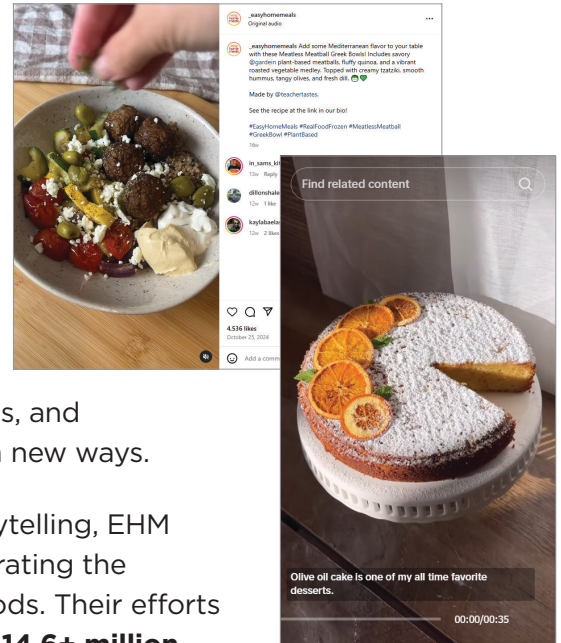 _easyhomemeals
Original audio
...
_easyhomemeals Add some Mediterranean flavor to your table
with these Meatless Meatball Greek Bowls! Includes savory
@gardein plant-based meatballs, fluffy quinoa, and a vibrant
roasted vegetable medley. Topped with creamy tzatziki, smooth
hummus, tangy olives, and fresh dill.
Made by @teachertastes.
See the recipe at the link in our bio!
#EasyHomeMeals #RealFoodFrozen #MeatlessMeatball
#GreekBowl #PlantBased
16w
in_sams_kit
13w Reply
dillonshale
12w 1 like
kaylabaelas
12w 2 likes
4,536 likes
October 25, 2024
Add a comm
Find related content
Olive oil cake is one of my all time favorite
desserts.
00:00/00:35
s, and
new ways.
ytelling, EHM
rating the
ods. Their efforts
14.6+ million